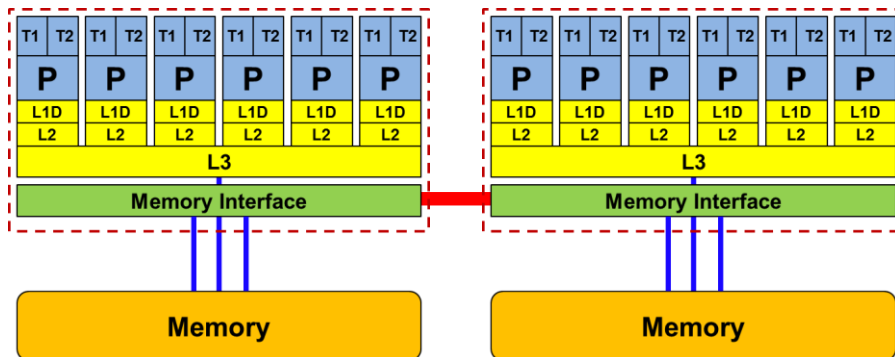 T1 T2 T1 T2 T1 T2 T1 T2 T1 T2 T1 T2 T1 T2 T1 T2 T1 T2 T1 T2 T1 T2 T1 T2
P P P P P P P P P P P P
L1D L1D L1D L1D L1D L1D L1D L1D L1D L1D L1D L1D
L2 L2 L2 L2 L2 L2 L2 L2 L2 L2 L2 L2
L3 L3
Memory Interface Memory Interface
Memory Memory